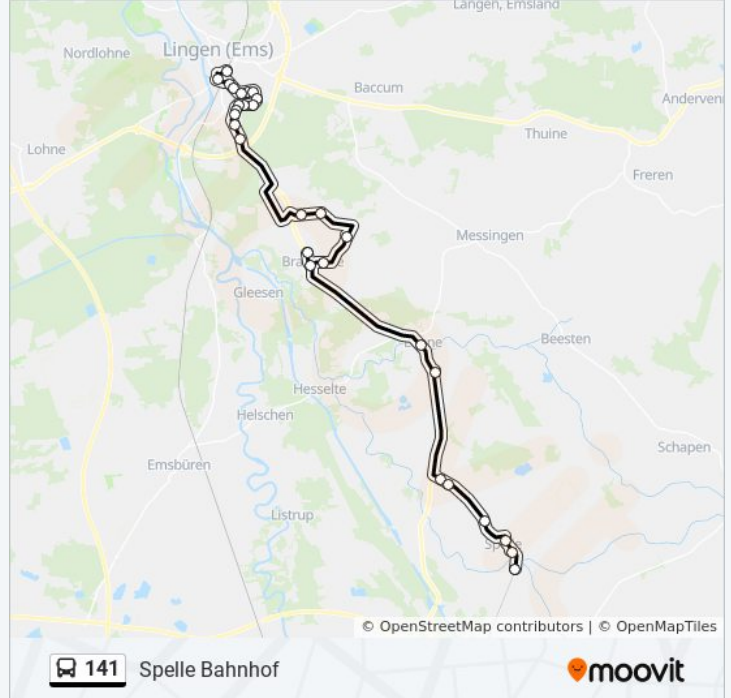 Langen, Emsland
Lingen (Ems)
Nordlohne
Baccum
Anderven
Thuine
Lohne
Freren
Messingen
Gleesen
Beesten
Hesselte
Helschen
Schapen
Emsbüren
Listrup
© OpenStreetMap contributors | © OpenMapTiles
141 Spelle Bahnhof
moovit